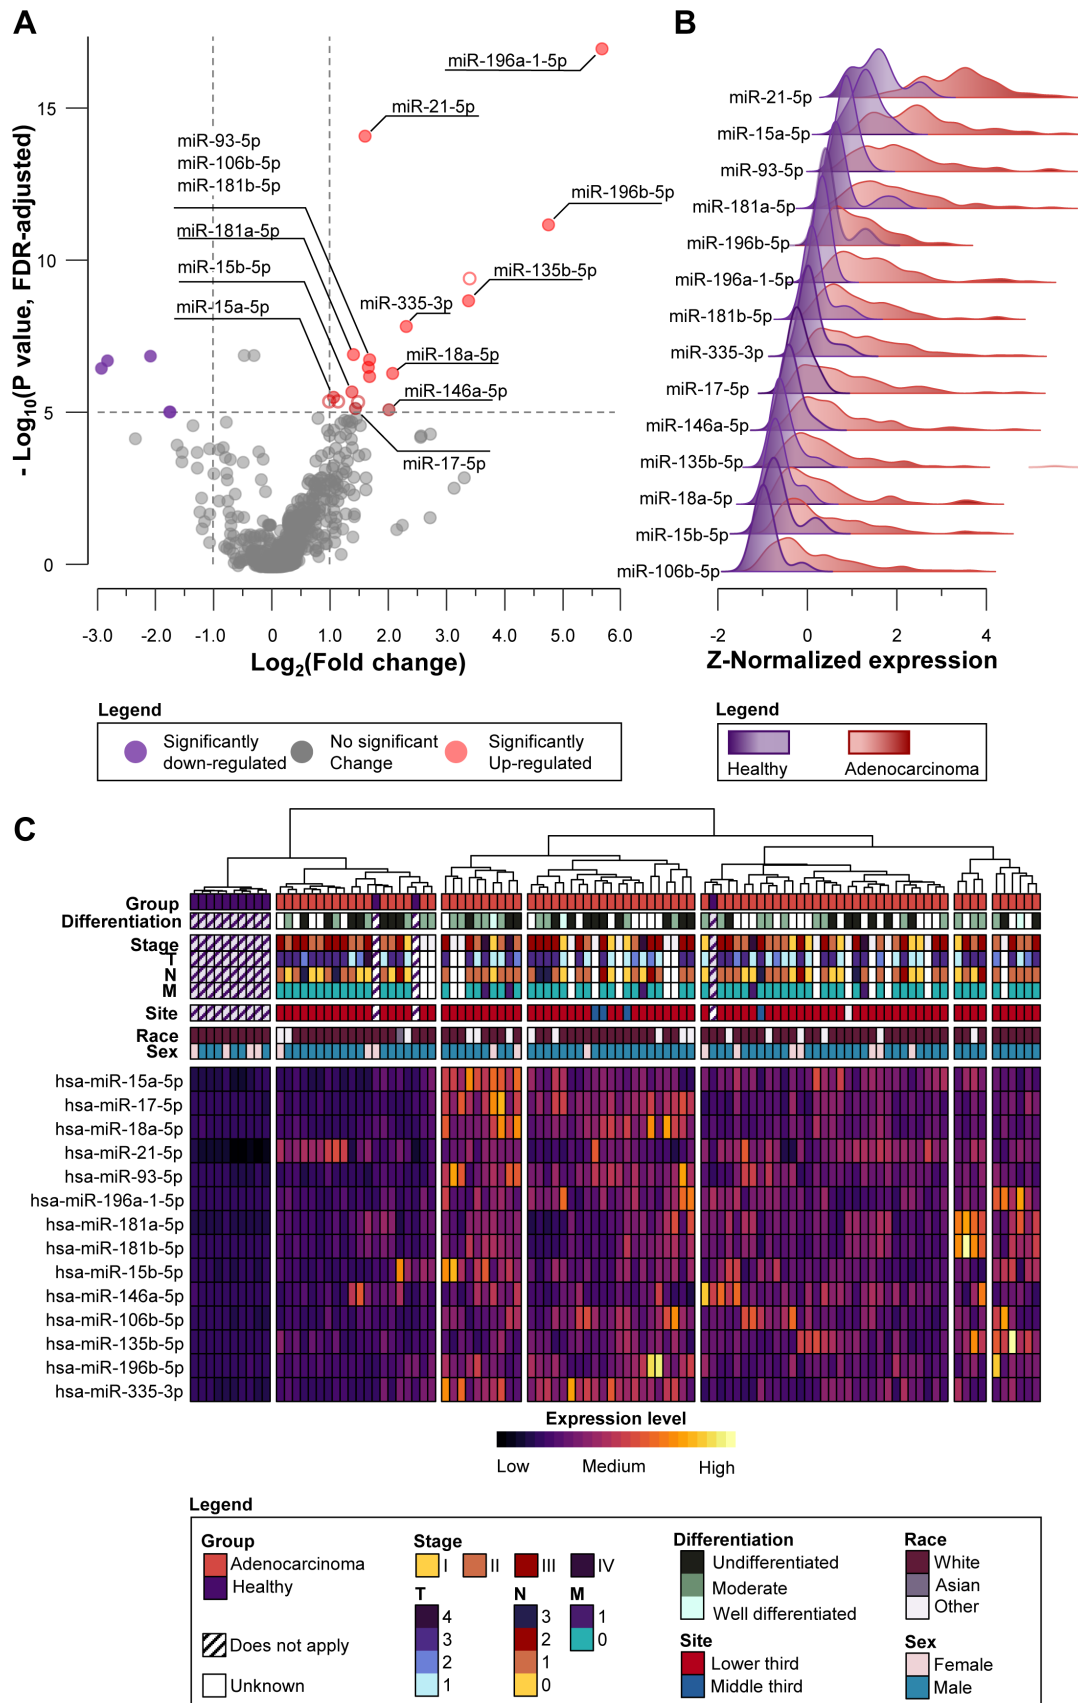 A
- Log10(P value, FDR-adjusted)
15
10
5
0
miR-196a-1-5p
miR-21-5p
miR-93-5p
miR-106b-5p
miR-181b-5p
miR-196b-5p
miR-181a-5p
miR-15b-5p
miR-135b-5p
miR-15a-5p
miR-335-3p
miR-18a-5p
miR-146a-5p
miR-17-5p
-3.0 -2.0 -1.0 0 1.0 2.0 3.0 4.0 5.0 6.0
Log2(Fold change)
Legend
Significantly down-regulated
No significant Change
Significantly Up-regulated
B
miR-21-5p
miR-15a-5p
miR-93-5p
miR-181a-5p
miR-196b-5p
miR-196a-1-5p
miR-181b-5p
miR-335-3p
miR-17-5p
miR-146a-5p
miR-135b-5p
miR-18a-5p
miR-15b-5p
miR-106b-5p
-2 0 2 4
Z-Normalized expression
Legend
Healthy
Adenocarcinoma
C
Group
Differentiation
Stage
T
N
M
Site
Race
Sex
hsa-miR-15a-5p
hsa-miR-17-5p
hsa-miR-18a-5p
hsa-miR-21-5p
hsa-miR-93-5p
hsa-miR-196a-1-5p
hsa-miR-181a-5p
hsa-miR-181b-5p
hsa-miR-15b-5p
hsa-miR-146a-5p
hsa-miR-106b-5p
hsa-miR-135b-5p
hsa-miR-196b-5p
hsa-miR-335-3p
Expression level
Low Medium High
Legend
Group
Adenocarcinoma
Healthy
Does not apply
Unknown
Stage
I II III IV
T
4
3
2
1
N
3
2
1
0
M
1
0
Differentiation
Undifferentiated
Moderate
Well differentiated
Site
Lower third
Middle third
Race
White
Asian
Other
Sex
Female
Male